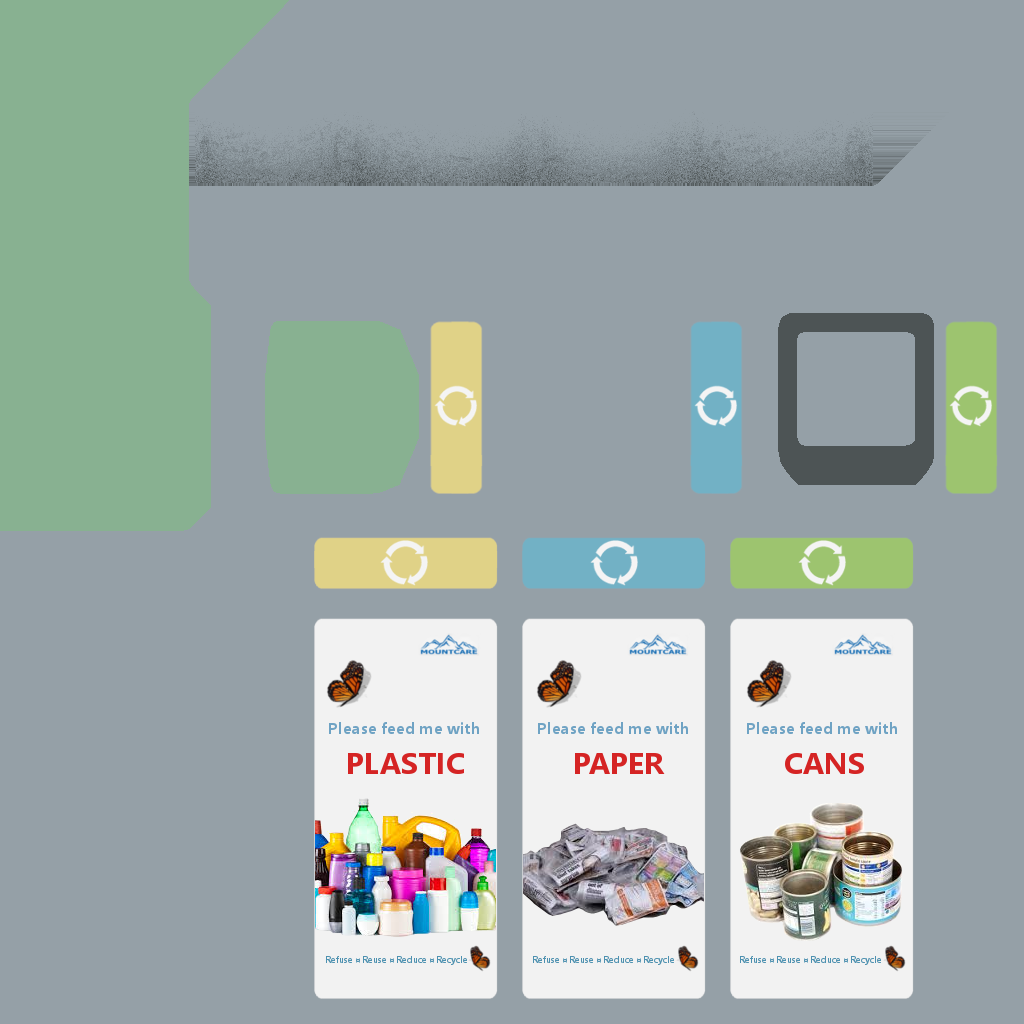 MOUNTCARE
Please feed me with
PLASTIC
Refuse ¤ Reuse ¤ Reduce ¤ Recycle
MOUNTCARE
Please feed me with
PAPER
Refuse ¤ Reuse ¤ Reduce ¤ Recycle
MOUNTCARE
Please feed me with
CANS
Refuse ¤ Reuse ¤ Reduce ¤ Recycle